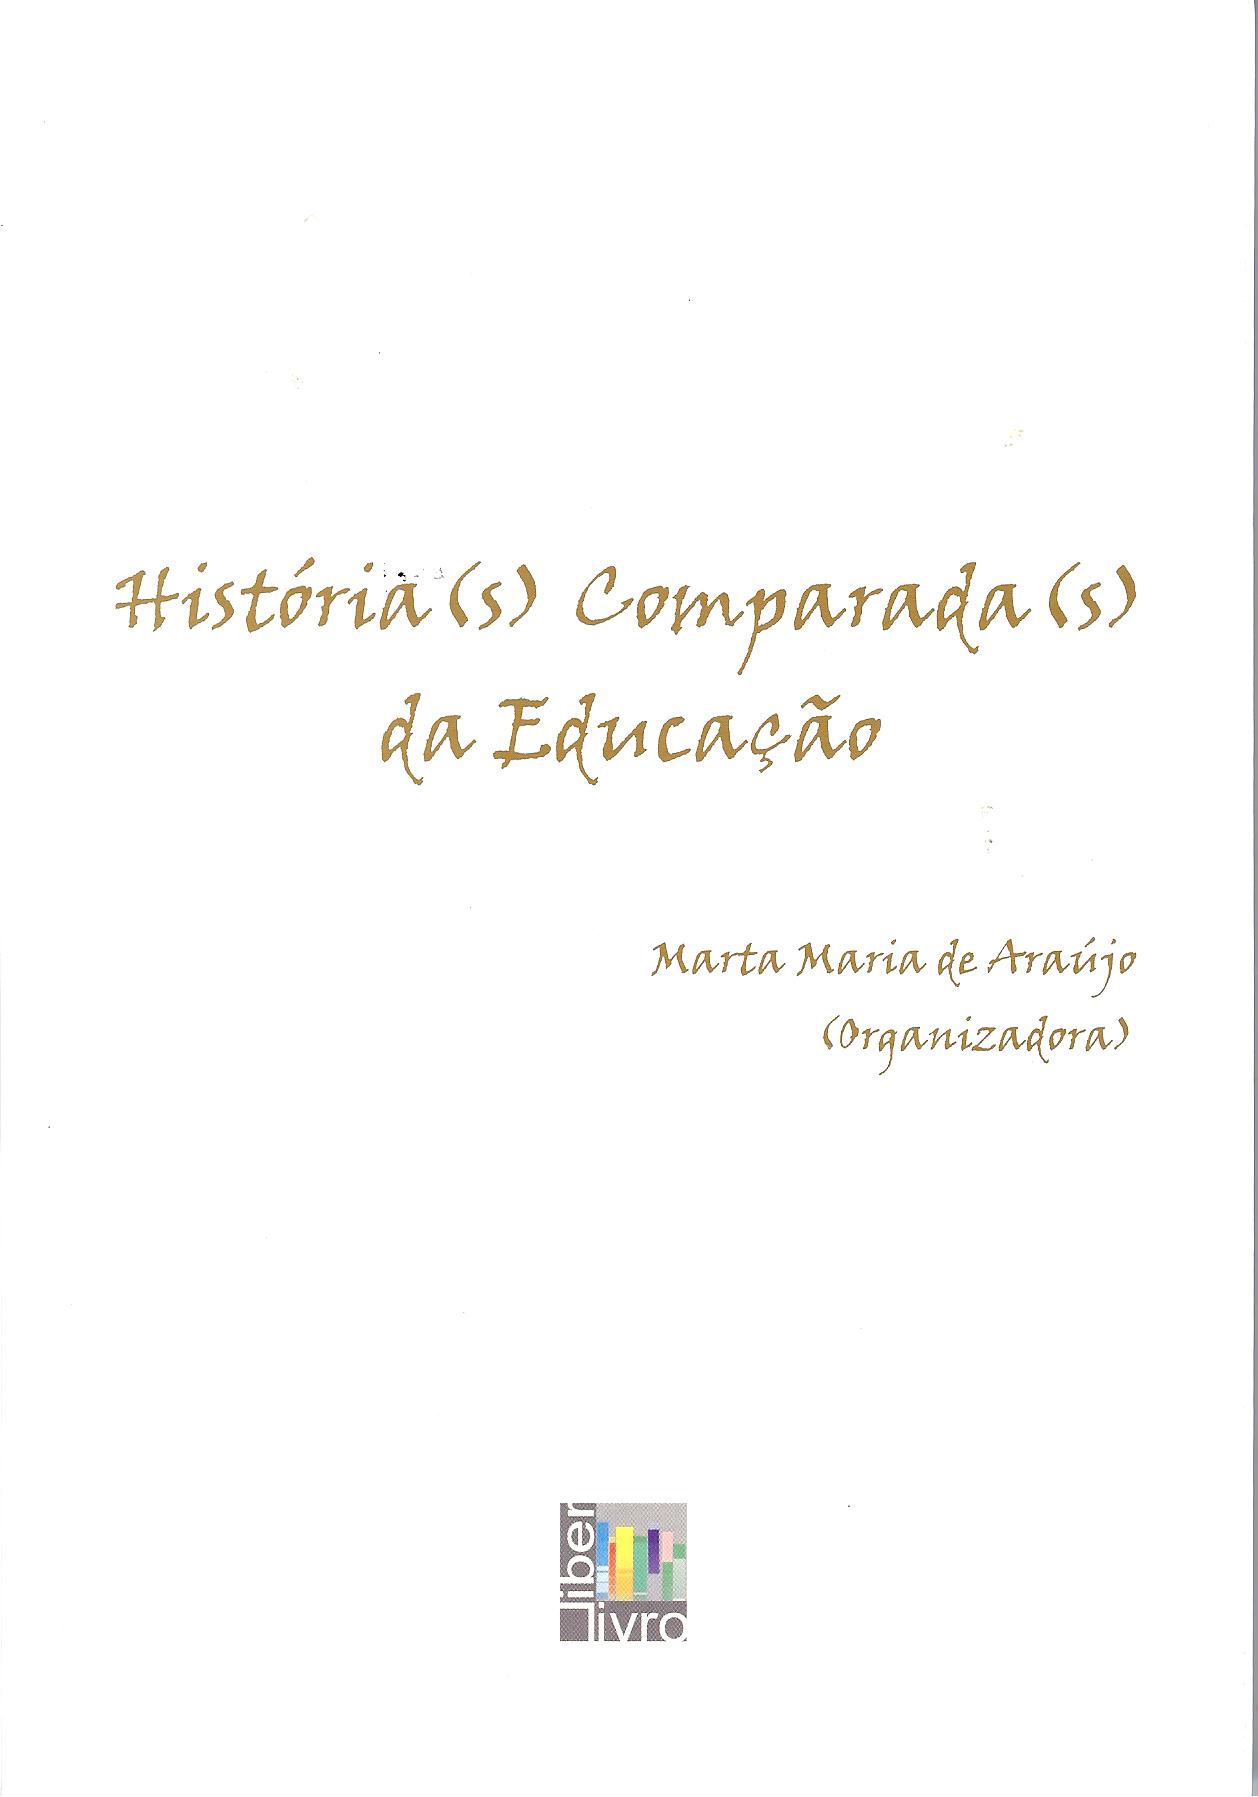 História(s) Comparada(s)
da Educação
Marta Maria de Araújo
(Organizadora)
Liber
Livro